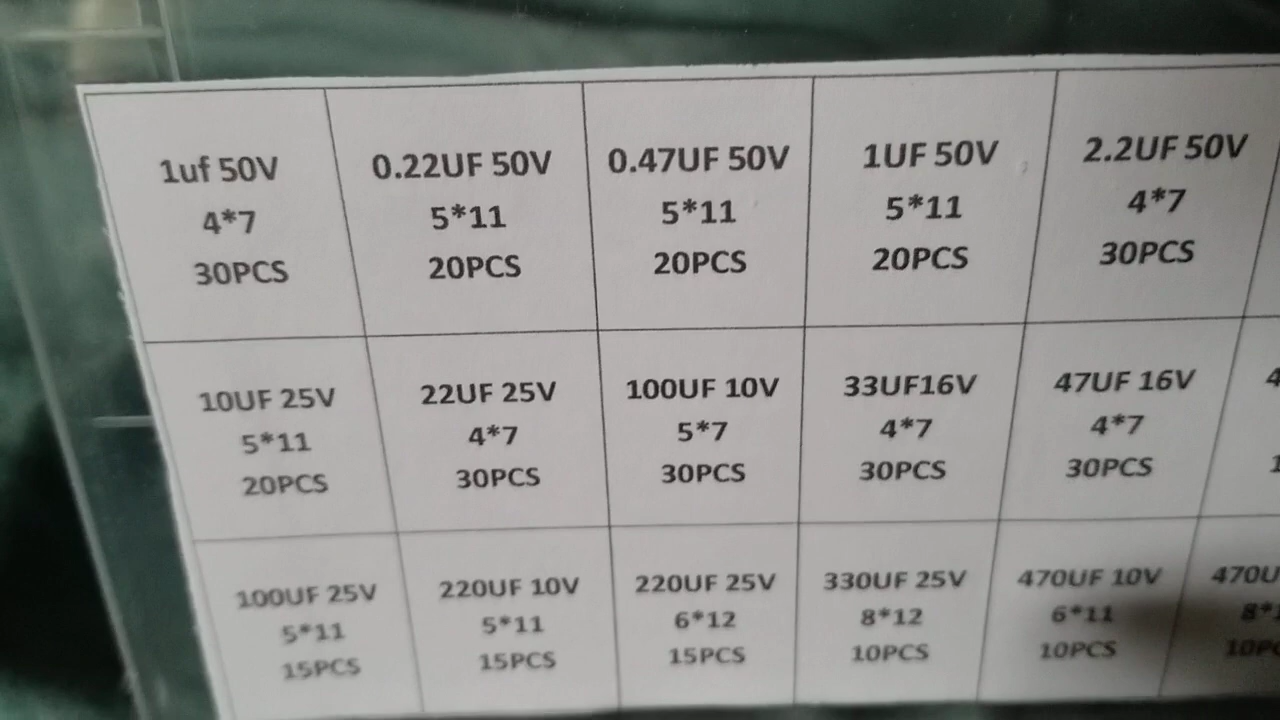 1uf 50V
4*7
30PCS
0.22UF 50V
5*11
20PCS
0.47UF 50V
5*11
20PCS
1UF 50V
5*11
20PCS
2.2UF 50V
4*7
30PCS
10UF 25V
5*11
20PCS
22UF 25V
4*7
30PCS
100UF 10V
5*7
30PCS
33UF16V
4*7
30PCS
47UF 16V
4*7
30PCS
100UF 25V
5*11
15PCS
220UF 10V
5*11
15PCS
220UF 25V
6*12
15PCS
330UF 25V
8*12
10PCS
470UF 10V
6*11
10PCS